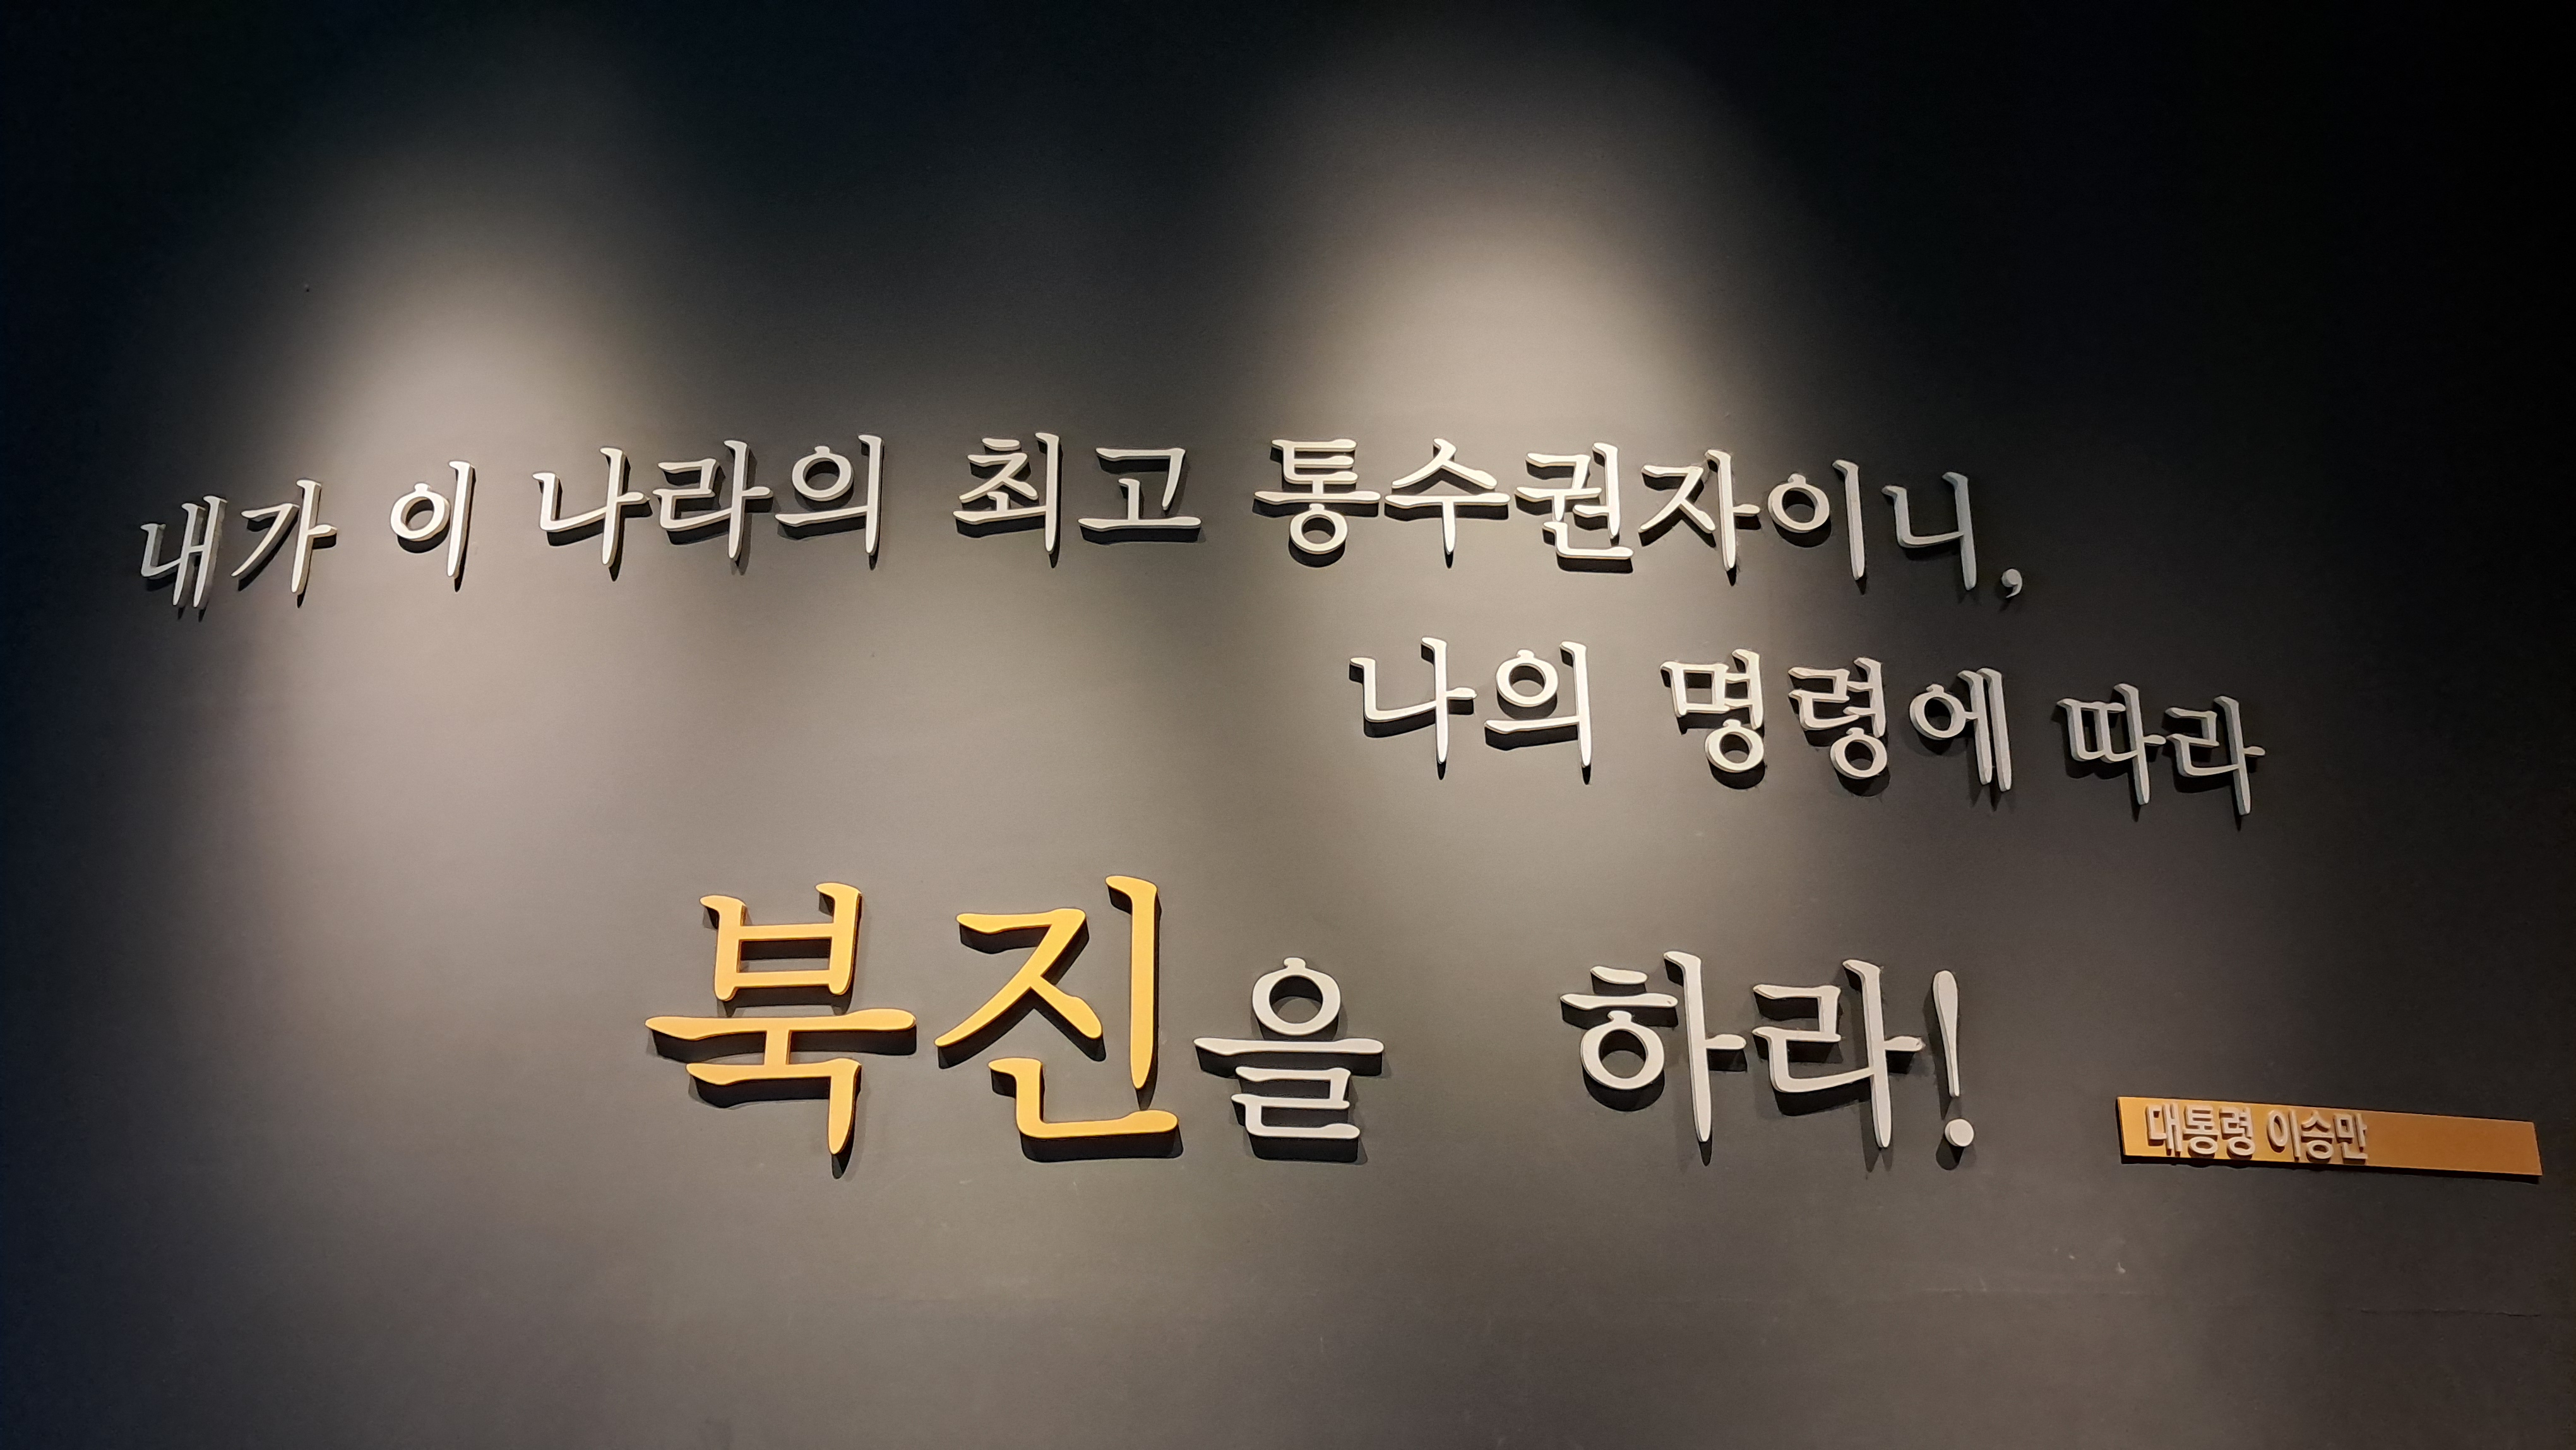 내가 이 나라의 최고 통수권자이니,
나의 명령에 따라
북진을 하라!
대통령 이승만